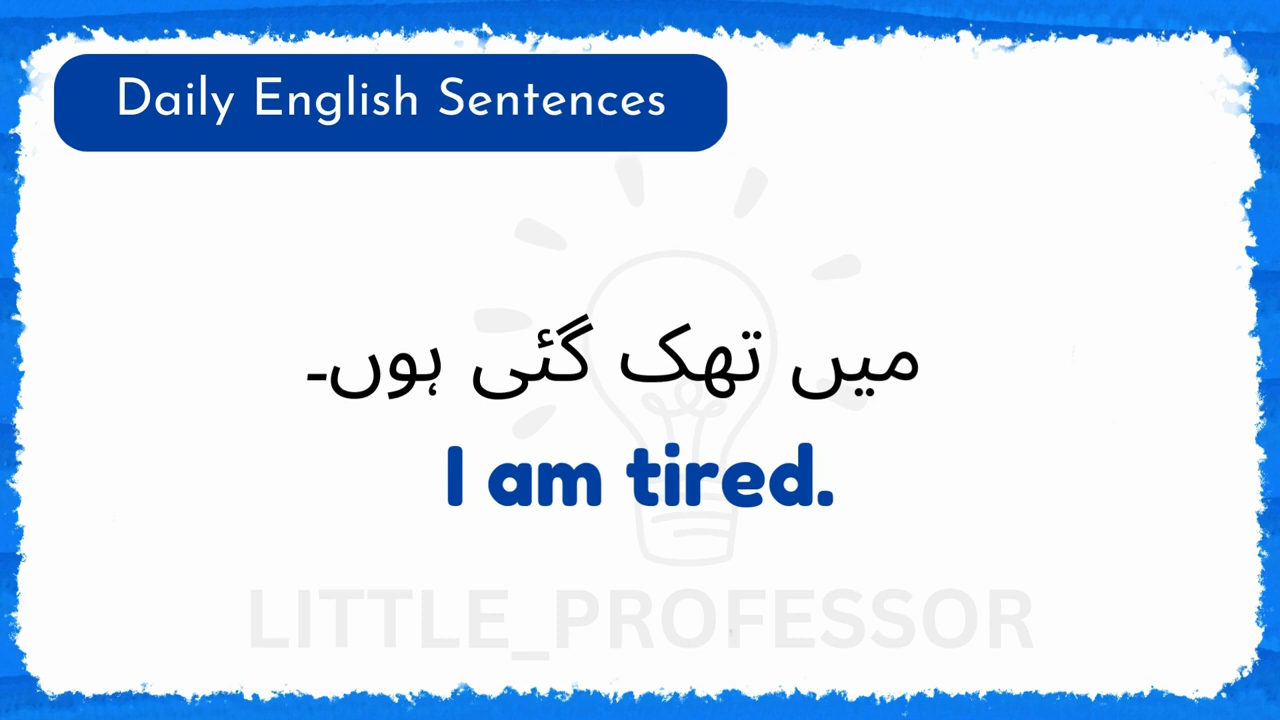 Daily English Sentences
میں تھک گئی ہوں۔
I am tired.
LITTLE_PROFESSOR